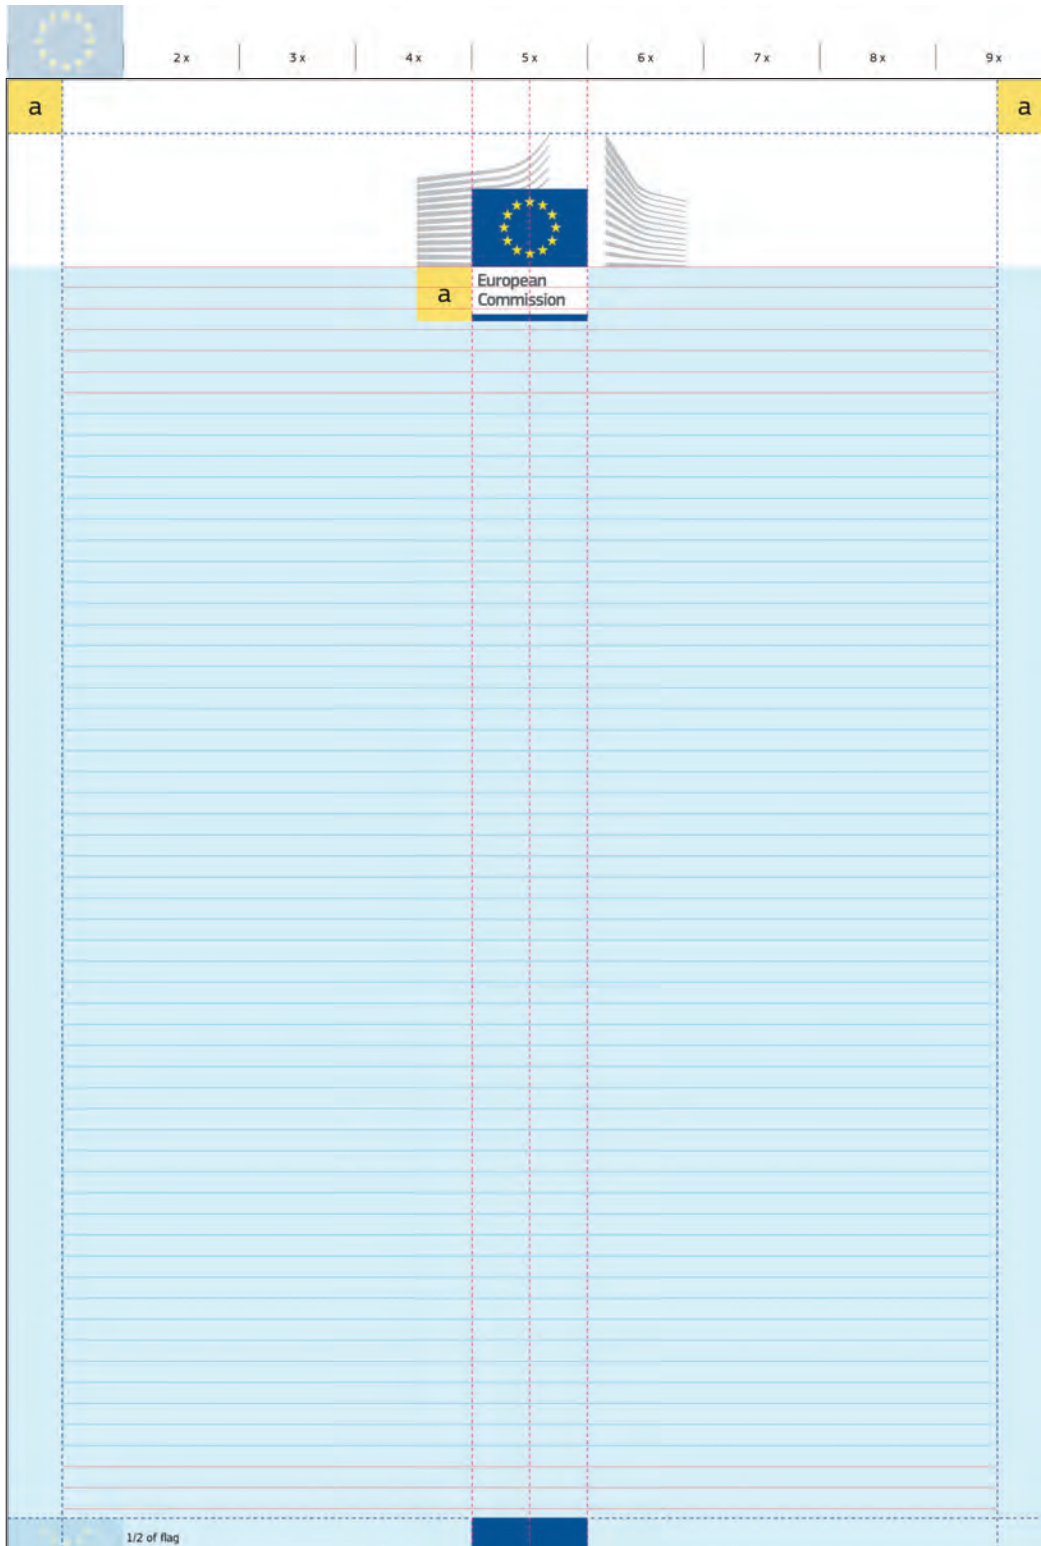 2 x 3 x 4 x 5 x 6 x 7 x 8 x 9 x
a a
European
a
Commission
1/2 of flag